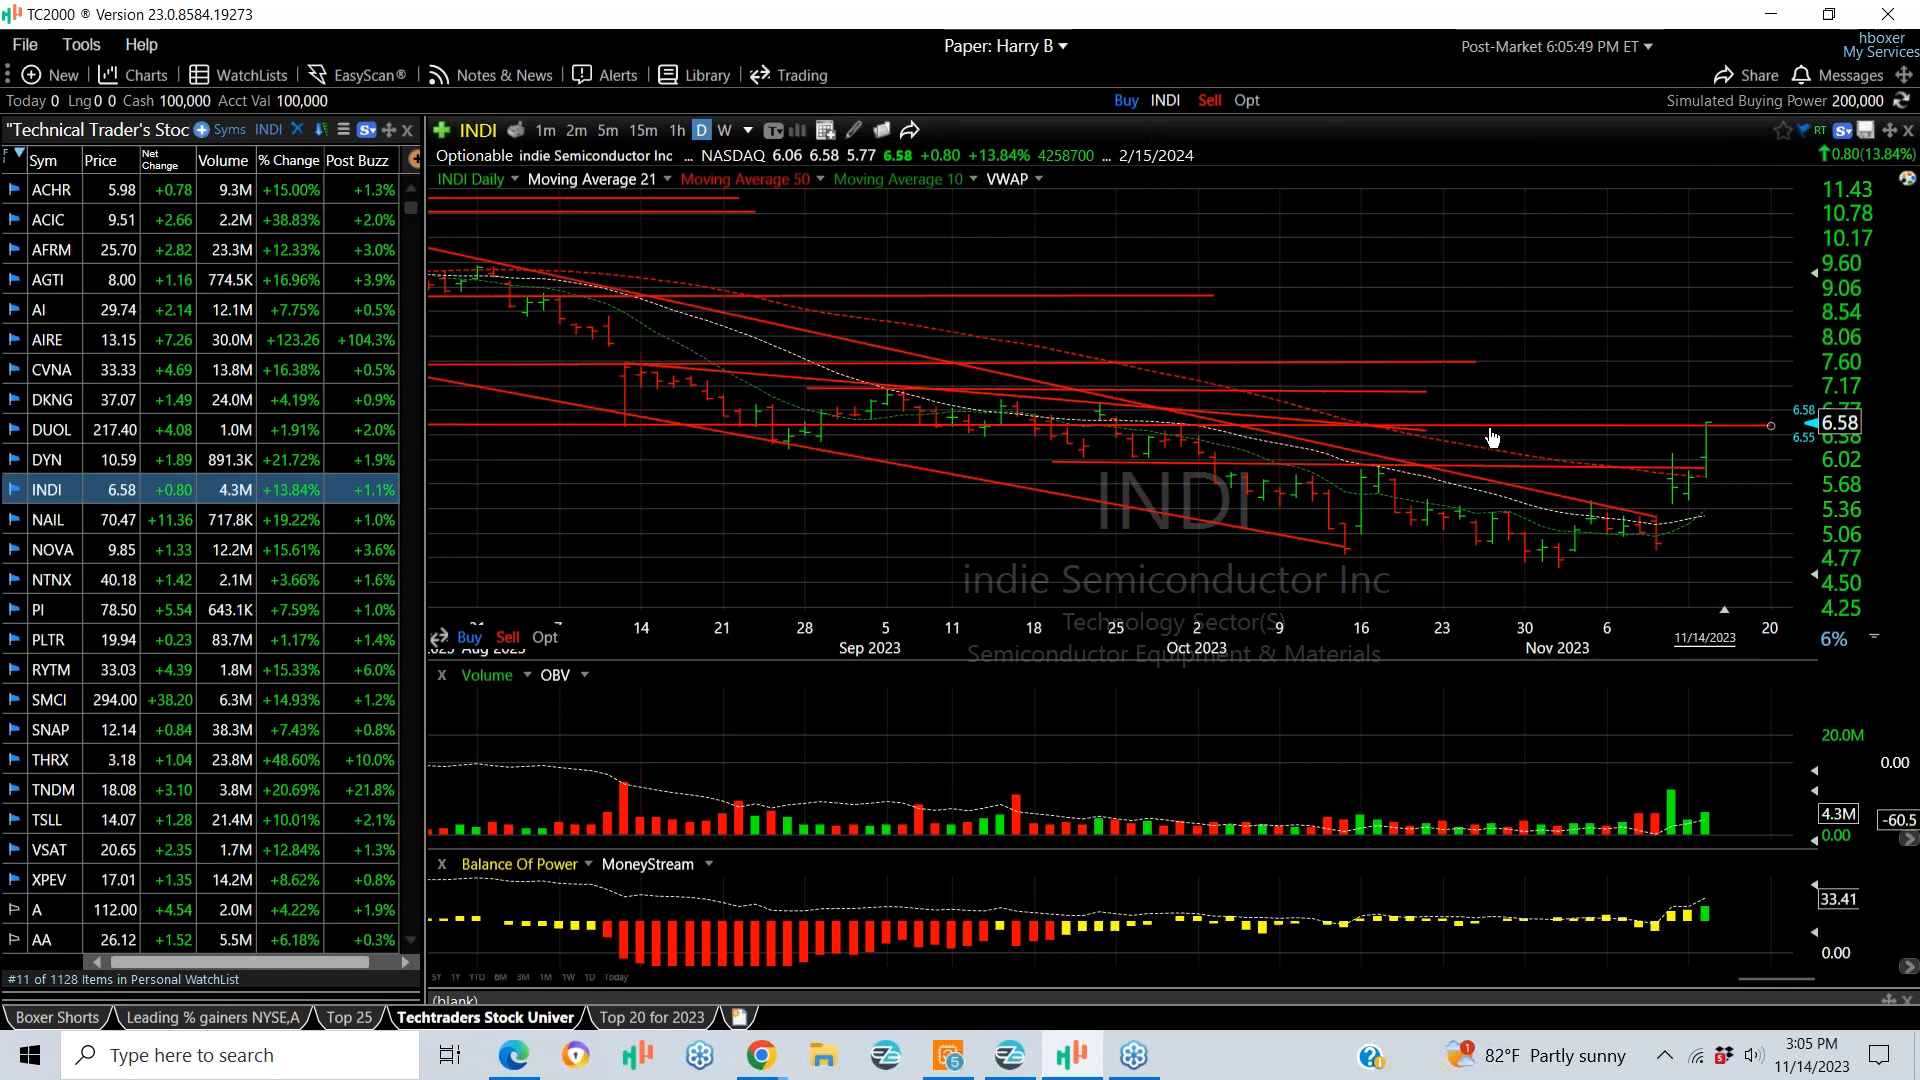 TC2000 ® Version 23.0.8584.19273
File Tools Help
Paper: Harry B
Post-Market 6:05:49 PM ET
hboxer
My Services
New Charts WatchLists EasyScan® Notes & News Alerts Library Trading
Share Messages
Today 0 Lng 0 0 Cash 100,000 Acct Val 100,000
Buy INDI Sell Opt
Simulated Buying Power 200,000
"Technical Trader's Stoc Syms INDI
INDI 1m 2m 5m 15m 1h D W
RT
Sym Price Net Change Volume % Change Post Buzz
Optionable indie Semiconductor Inc ... NASDAQ 6.06 6.58 5.77 6.58 +0.80 +13.84% 4258700 ... 2/15/2024
0.80(13.84%)
INDI Daily Moving Average 21 Moving Average 50 Moving Average 10 VWAP
ACHR 5.98 +0.78 9.3M +15.00% +1.3%
ACIC 9.51 +2.66 2.2M +38.83% +2.0%
AFRM 25.70 +2.82 23.3M +12.33% +3.0%
AGTI 8.00 +1.16 774.5K +16.96% +3.9%
AI 29.74 +2.14 12.1M +7.75% +0.5%
AIRE 13.15 +7.26 30.0M +123.26 +104.3%
CVNA 33.33 +4.69 13.8M +16.38% +0.5%
DKNG 37.07 +1.49 24.0M +4.19% +0.9%
DUOL 217.40 +4.08 1.0M +1.91% +2.0%
DYN 10.59 +1.89 891.3K +21.72% +1.9%
INDI 6.58 +0.80 4.3M +13.84% +1.1%
NAIL 70.47 +11.36 717.8K +19.22% +1.0%
NOVA 9.85 +1.33 12.2M +15.61% +3.6%
NTNX 40.18 +1.42 2.1M +3.66% +1.6%
PI 78.50 +5.54 643.1K +7.59% +1.0%
PLTR 19.94 +0.23 83.7M +1.17% +1.4%
RYTM 33.03 +4.39 1.8M +15.33% +6.0%
SMCI 294.00 +38.20 6.3M +14.93% +1.2%
SNAP 12.14 +0.84 38.3M +7.43% +0.8%
THRX 3.18 +1.04 23.8M +48.60% +10.0%
TNDM 18.08 +3.10 3.8M +20.69% +21.8%
TSLL 14.07 +1.28 21.4M +10.01% +2.1%
VSAT 20.65 +2.35 1.7M +12.84% +1.3%
XPEV 17.01 +1.35 14.2M +8.62% +0.8%
A 112.00 +4.54 2.0M +4.22% +1.9%
AA 26.12 +1.52 5.5M +6.18% +0.3%
#11 of 1128 Items in Personal WatchList
11.43
10.78
10.17
9.60
9.06
8.54
8.06
7.60
7.17
6.58
6.58
6.55
6.02
5.68
5.36
5.06
4.77
4.50
4.25
6%
INDI
indie Semiconductor Inc
Technology Sector(S)
Semiconductor Equipment & Materials
Buy Sell Opt
7 14 21 28 5 11 18 25 2 9 16 23 30 6 11/14/2023 20
Aug 2023 Sep 2023 Oct 2023 Nov 2023
X Volume OBV
20.0M
0.00
4.3M
-60.5
0.00
X Balance Of Power MoneyStream
33.41
0.00
5Y 1Y YTD 6M 3M 1M 1W 1D Today
(blank)
Boxer Shorts Leading % gainers NYSE,A Top 25 Techtraders Stock Univer Top 20 for 2023
Type here to search
82°F Partly sunny
3:05 PM
11/14/2023